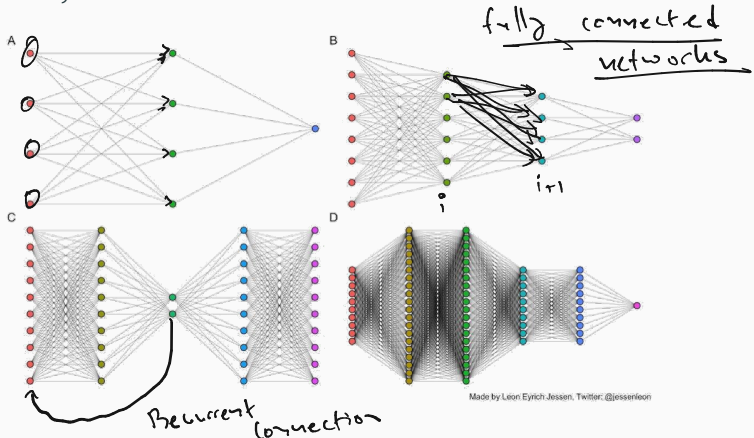 fully connected
networks
A
B
i
i+1
C
D
Recurrent
connection
Made by Leon Eyrich Jessen, Twitter: @jessenleon